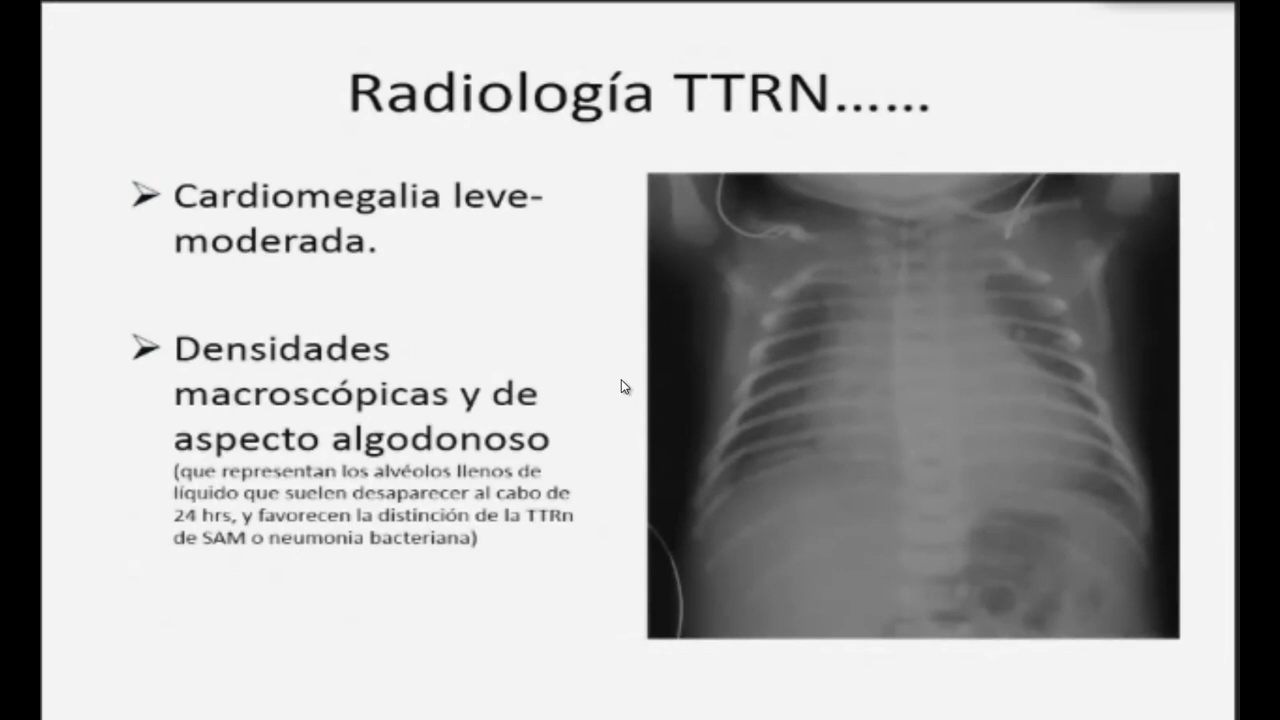 Radiología TTRN......
Cardiomegalia leve-
moderada.
Densidades
macroscópicas y de
aspecto algodonoso
(que representan los alvéolos llenos de
líquido que suelen desaparecer al cabo de
24 hrs, y favorecen la distinción de la TTRn
de SAM o neumonia bacteriana)